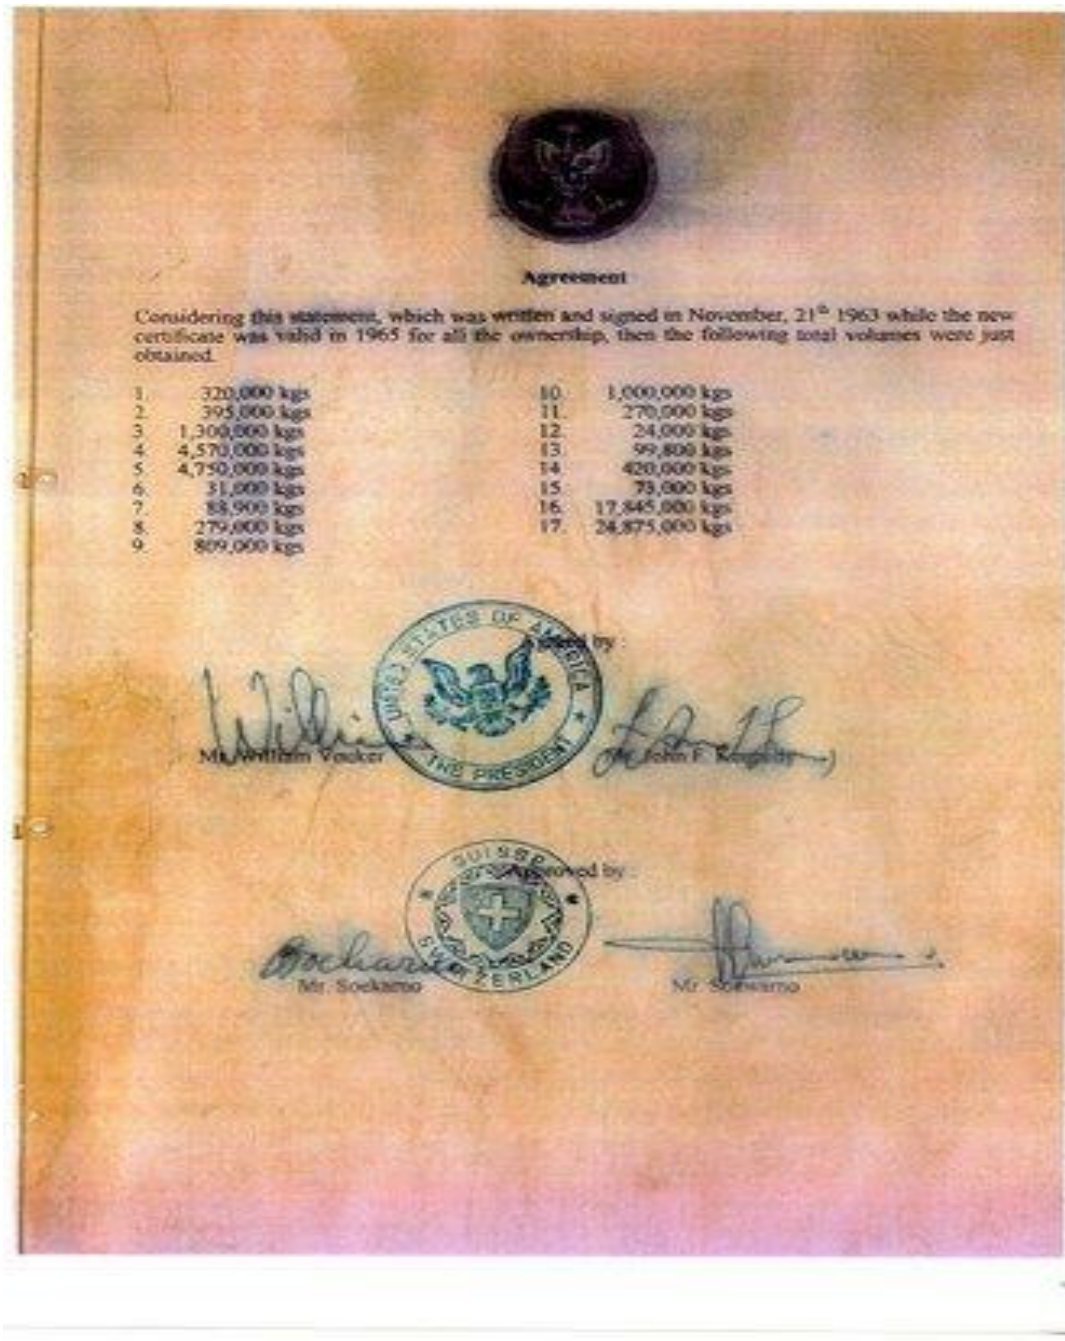 Agreement
Considering this statement, which was written and signed in November, 21th 1963 while the new
certificate was valid in 1965 for all the ownership, then the following total volumes were just
obtained.
1. 320,000 kgs
2. 395,000 kgs
3. 1,300,000 kgs
4. 4,570,000 kgs
5. 4,750,000 kgs
6. 31,000 kgs
7. 88,900 kgs
8. 279,000 kgs
9. 809,000 kgs
10. 1,000,000 kgs
11. 270,000 kgs
12. 24,000 kgs
13. 99,800 kgs
14. 420,000 kgs
15. 73,000 kgs
16. 17,845,000 kgs
17. 24,875,000 kgs
by :
UNITED STATES OF AMERICA
THE PRESIDENT
William
Mr. William Vouker
John F.
SUISSE
SWITZERLAND
Approved by :
Mr. Soekarno
Mr. Soewarno